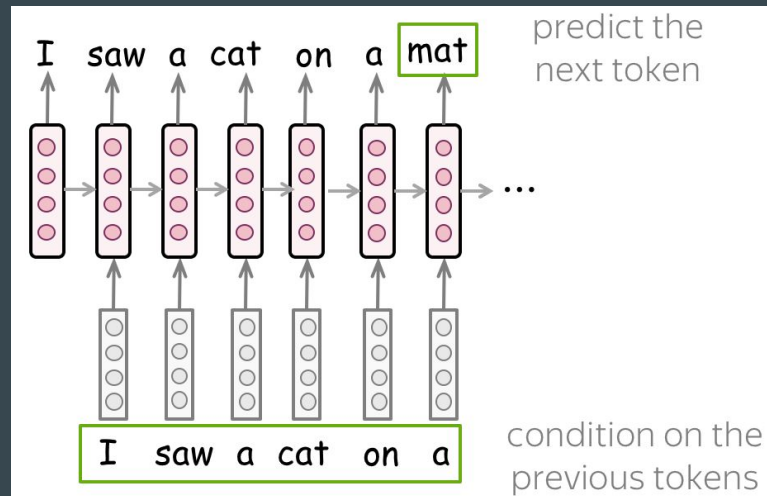 I saw a cat on a mat
predict the
next token
...
I saw a cat on a
condition on the
previous tokens